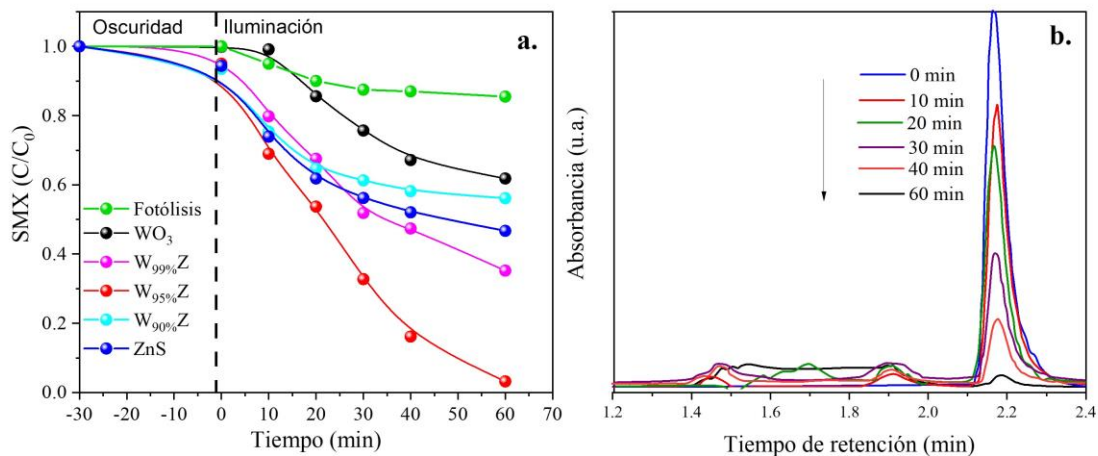 Oscuridad
Iluminación
a.
SMX (C/C₀)
1.0
0.8
0.6
0.4
0.2
0.0
Fotólisis
WO₃
W₉₉%Z
W₉₅%Z
W₉₀%Z
ZnS
-30 -20 -10 0 10 20 30 40 50 60 70
Tiempo (min)
b.
Absorbancia (u.a.)
0 min
10 min
20 min
30 min
40 min
60 min
1.2 1.4 1.6 1.8 2.0 2.2 2.4
Tiempo de retención (min)